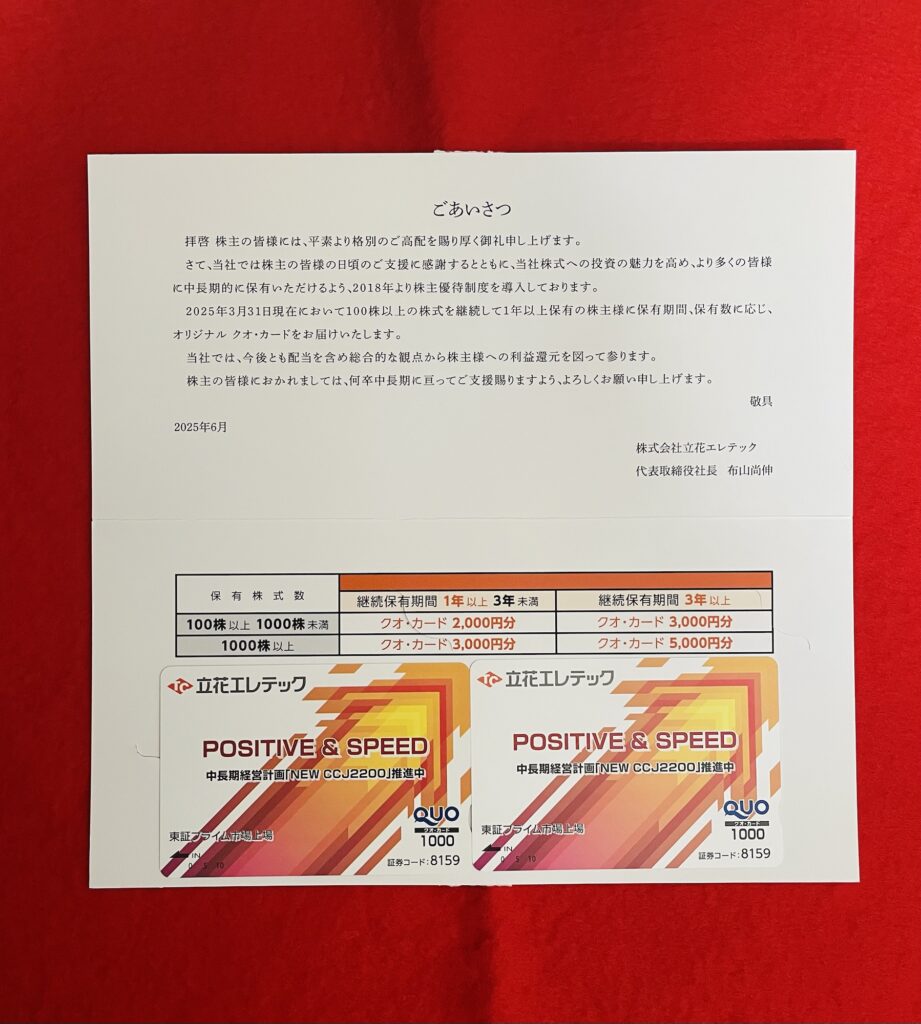 ごあいさつ
拝啓 株主の皆様には、平素より格別のご高配を賜り厚く御礼申し上げます。
さて、当社では株主の皆様の日頃のご支援に感謝するとともに、当社株式への投資の魅力を高め、より多くの皆様
に中長期的に保有いただけるよう、2018年より株主優待制度を導入しております。
2025年3月31日現在において100株以上の株式を継続して1年以上保有の株主様に保有期間、保有数に応じ、
オリジナル クオ・カードをお届けいたします。
当社では、今後とも配当を含め総合的な観点から株主様への利益還元を図って参ります。
株主の皆様におかれましては、何卒中長期に亘ってご支援賜りますよう、よろしくお願い申し上げます。
敬具
2025年6月
株式会社立花エレテック
代表取締役社長 布山尚伸
保有株式数 継続保有期間 1年以上 3年未満 継続保有期間 3年以上
100株以上 1000株未満 クオ・カード 2,000円分 クオ・カード 3,000円分
1000株以上 クオ・カード 3,000円分 クオ・カード 5,000円分
TC 立花エレテック
POSITIVE & SPEED
中長期経営計画「NEW CCJ2200」推進中
QUO
クオ・カード
1000
東証プライム市場上場
IN
0 5 10
証券コード:8159
TC 立花エレテック
POSITIVE & SPEED
中長期経営計画「NEW CCJ2200」推進中
QUO
クオ・カード
1000
東証プライム市場上場
IN
0 5 10
証券コード:8159